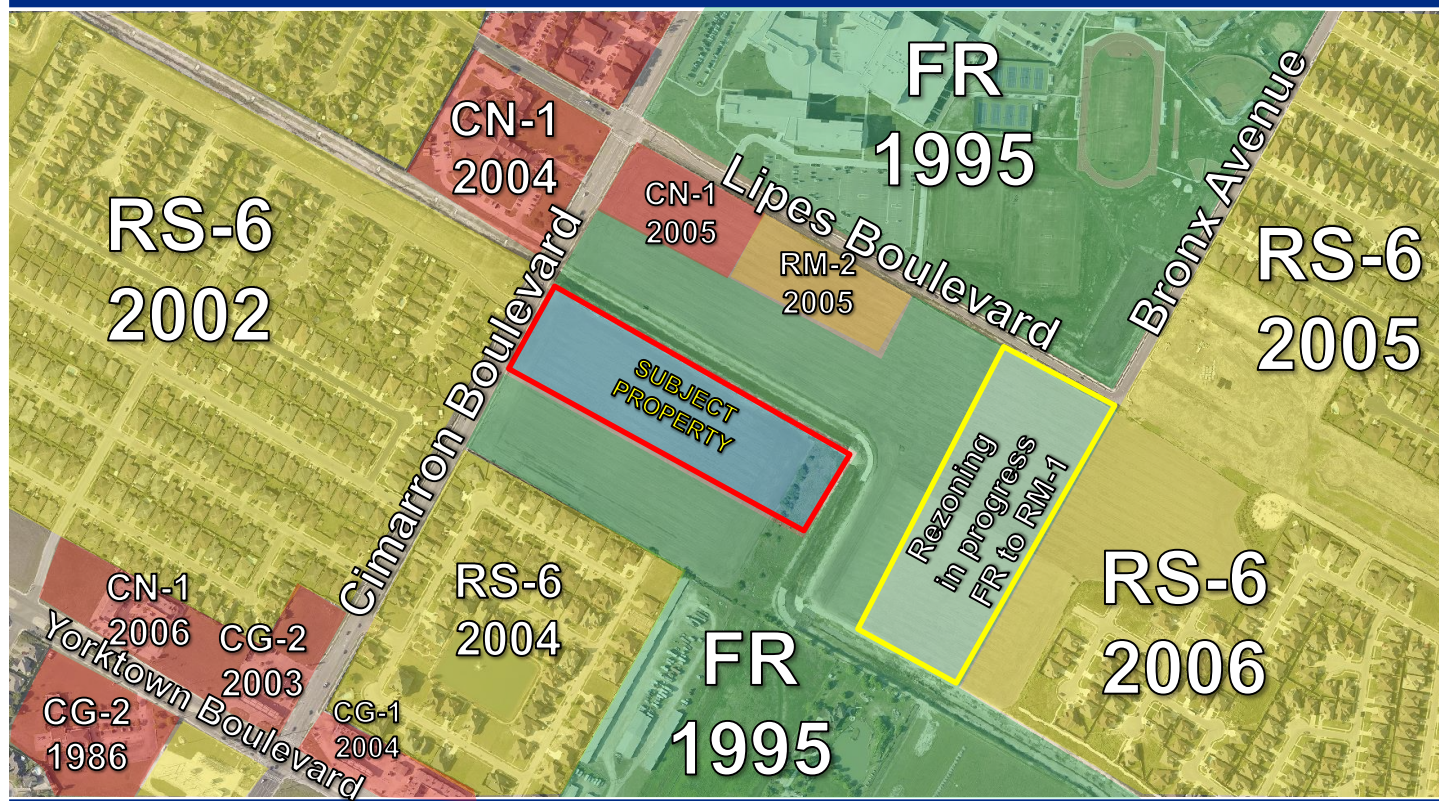 FR
1995
CN-1
2004
Lipes Boulevard
Bronx Avenue
CN-1
2005
RS-6
2002
RM-2
2005
RS-6
2005
Cimarron Boulevard
SUBJECT
PROPERTY
Rezoning
in progress
FR to RM-1
RS-6
2004
RS-6
2006
CN-1
2006
CG-2
2003
FR
1995
Yorktown Boulevard
CG-2
1986
CG-1
2004